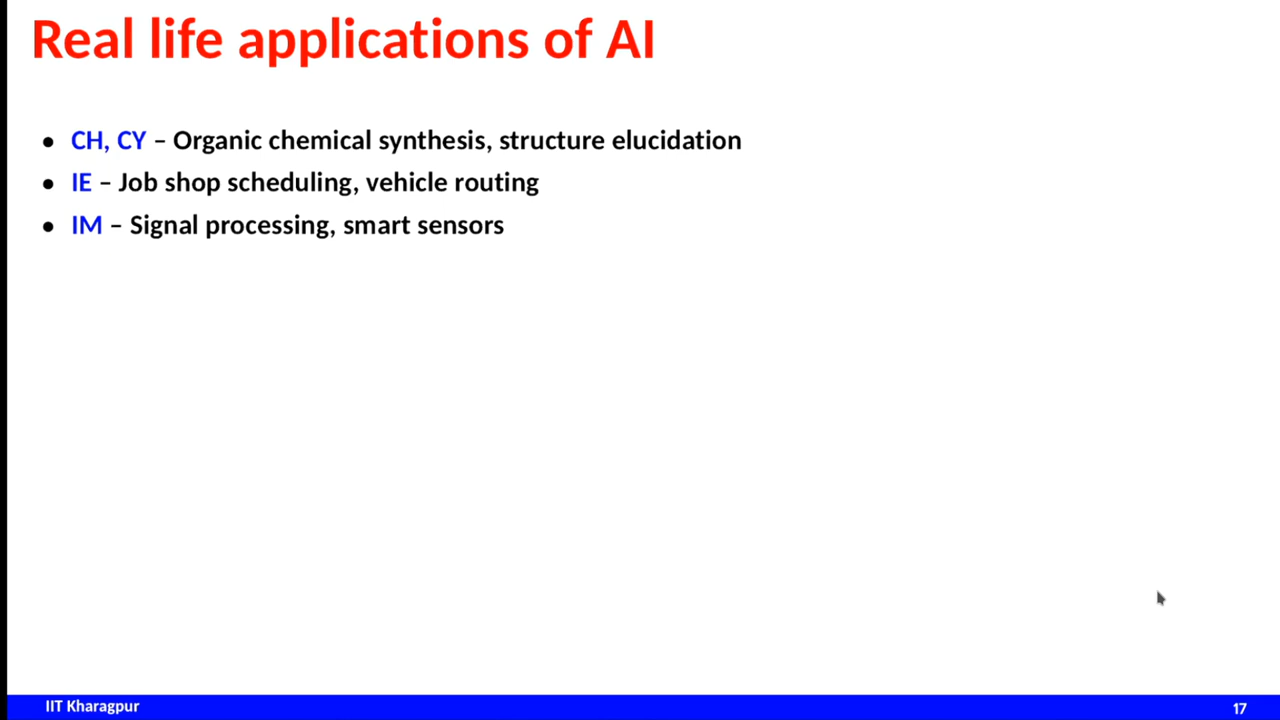 Real life applications of AI
• CH, CY – Organic chemical synthesis, structure elucidation
• IE – Job shop scheduling, vehicle routing
• IM – Signal processing, smart sensors
IIT Kharagpur
17